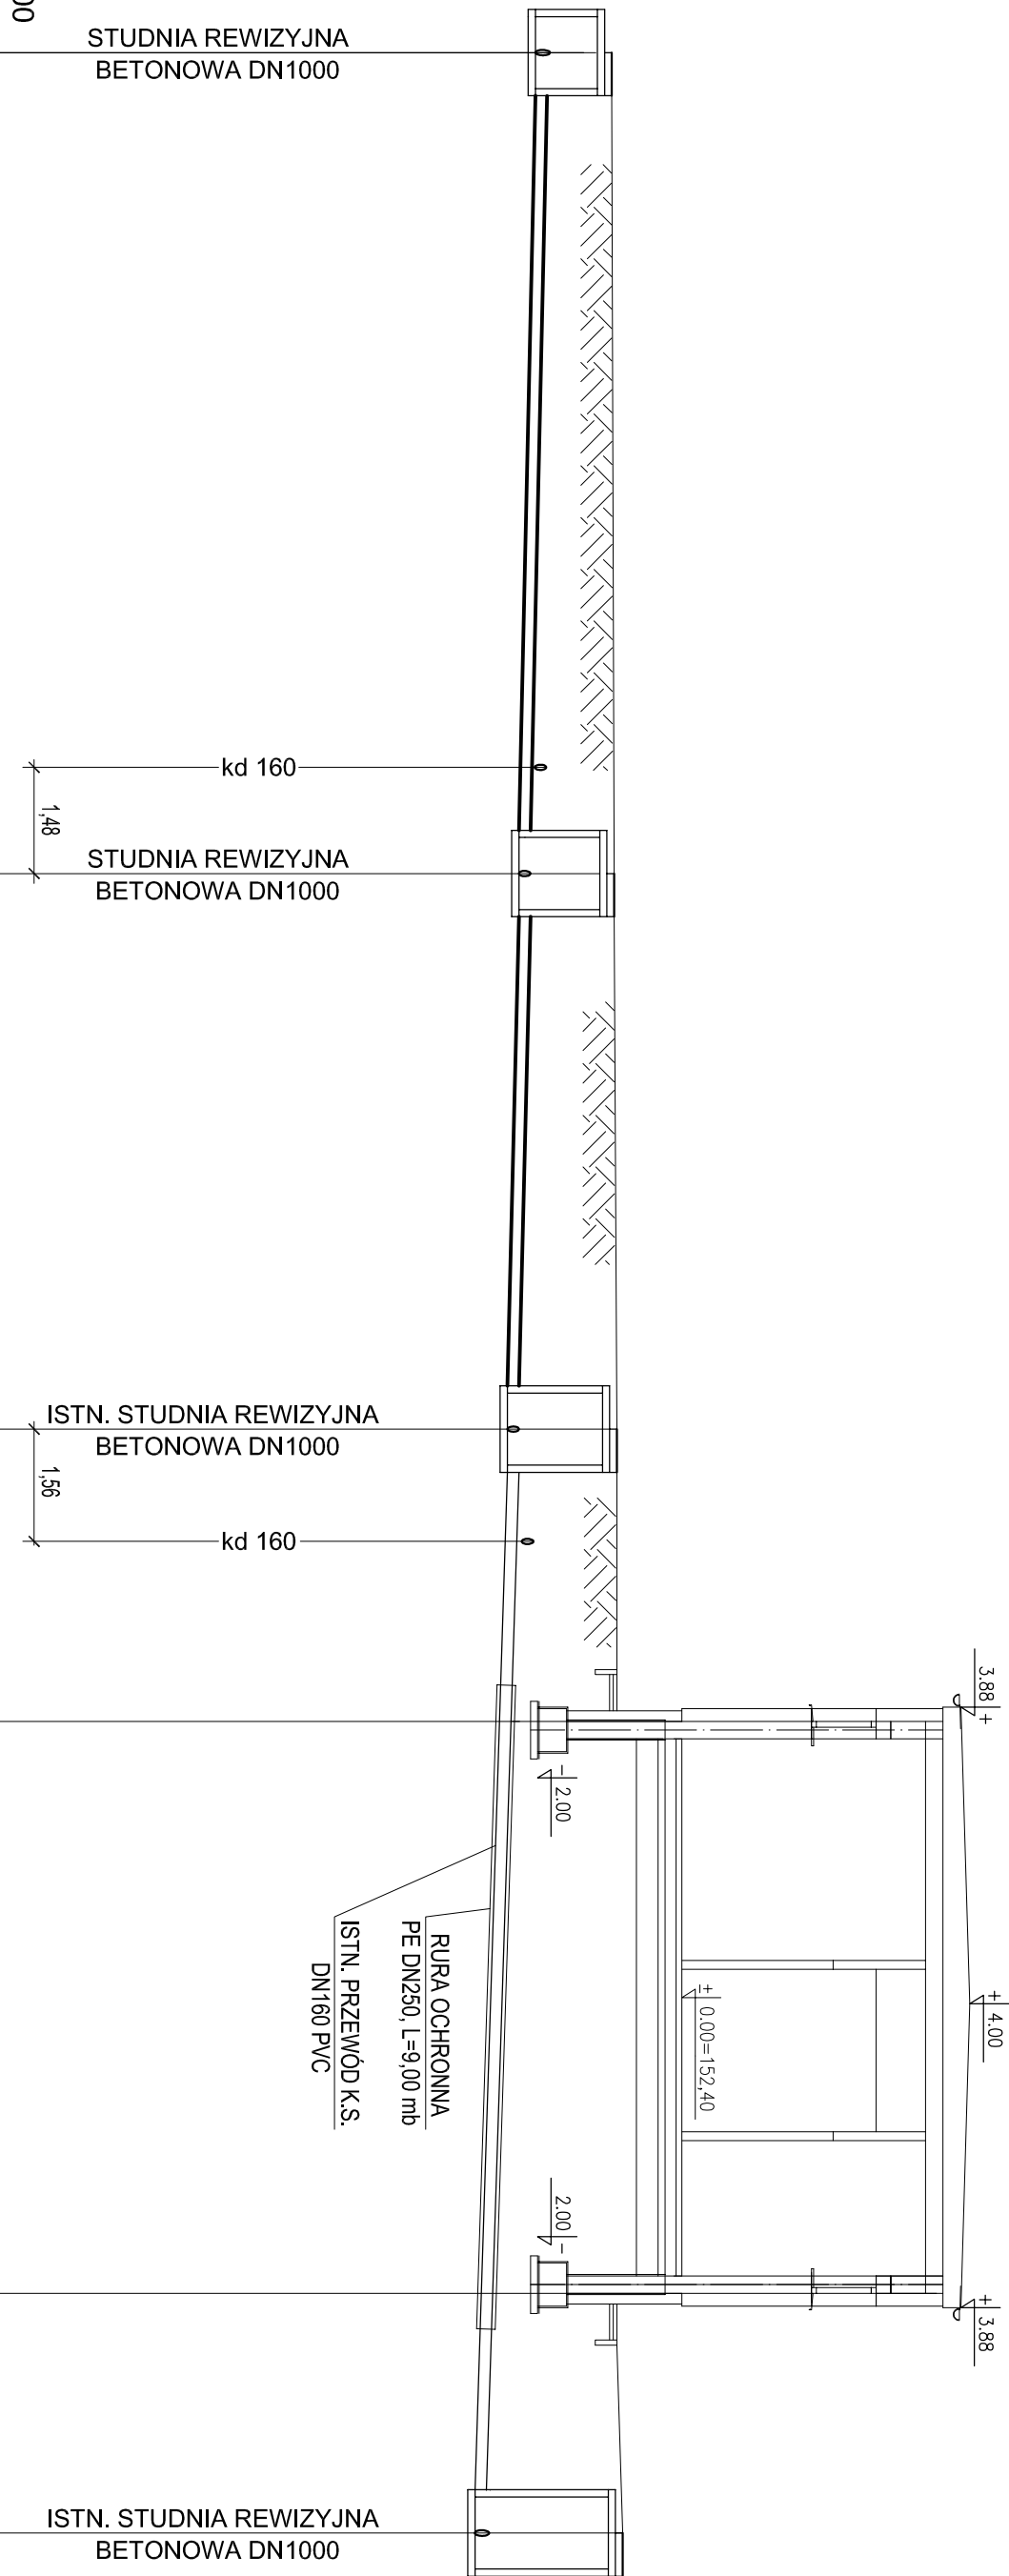 00
STUDNIA REWIZYJNA
BETONOWA DN1000
kd 160
1,48
STUDNIA REWIZYJNA
BETONOWA DN1000
ISTN. STUDNIA REWIZYJNA
BETONOWA DN1000
1,56
kd 160
3.88 +
- 2.00
+ 4.00
± 0.00=152,40
RURA OCHRONNA
PE DN250, L=9,00 mb
ISTN. PRZEWÓD K.S.
DN160 PVC
2.00 -
+ 3.88
ISTN. STUDNIA REWIZYJNA
BETONOWA DN1000